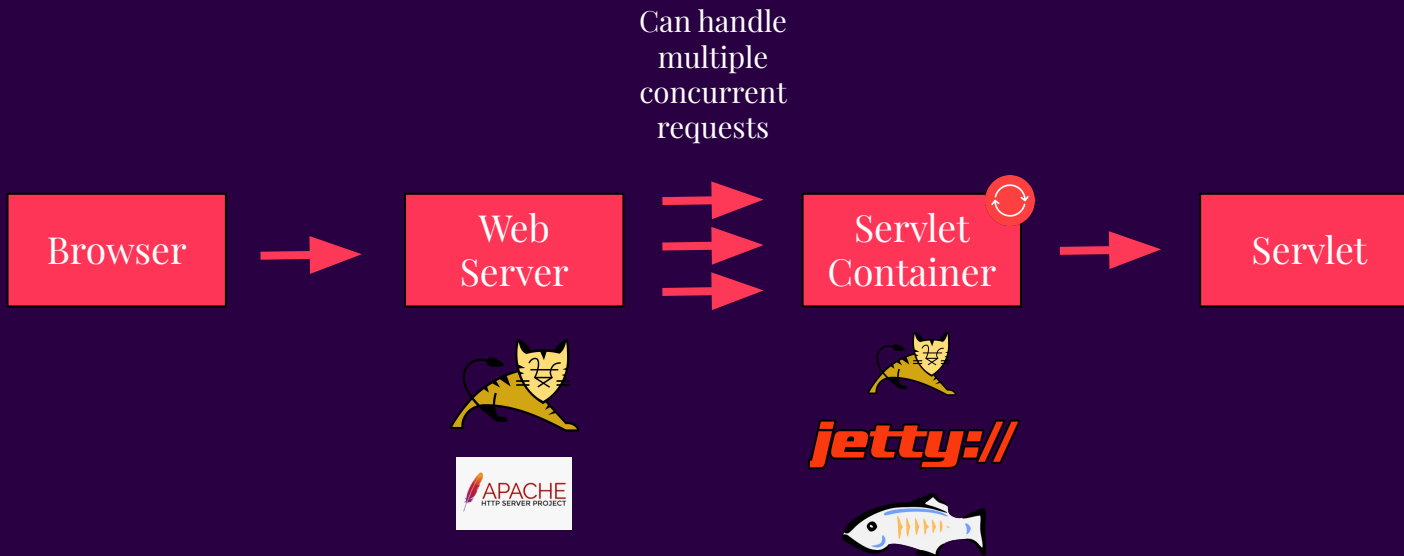 Can handle
multiple
concurrent
requests
Browser
Web
Server
Servlet
Container
Servlet
APACHE
HTTP SERVER PROJECT
jetty://